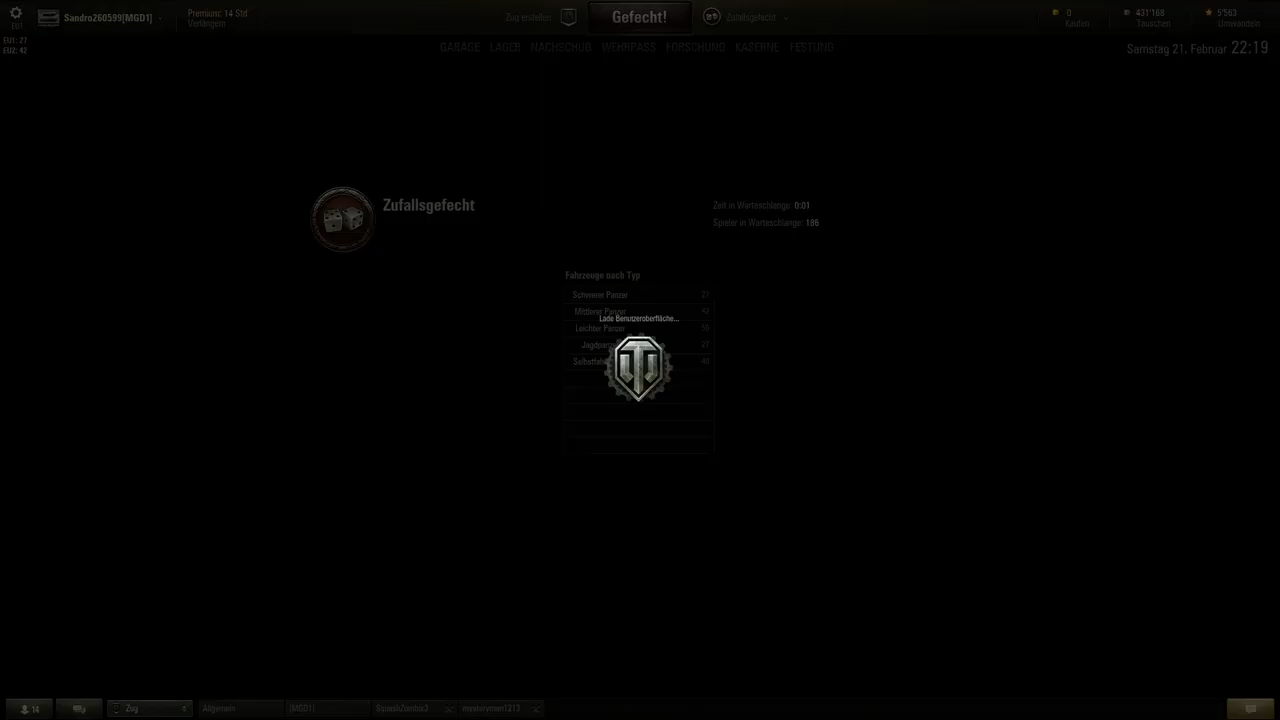 EU1
Sandro260599[MGD1]
Premium: 14 Std
Verlängern
Zug erstellen
Gefecht!
Zufallsgefecht
0
Kaufen
431'168
Tauschen
5'563
Umwandeln
EU1: 27
EU2: 42
GARAGE LAGER NACHSCHUB WEHRPASS FORSCHUNG KASERNE FESTUNG
Samstag 21. Februar 22:19
Zufallsgefecht
Zeit in Warteschlange: 0:01
Spieler in Warteschlange: 186
Fahrzeuge nach Typ
Schwerer Panzer 27
Mittlerer Panzer 42
Lade Benutzeroberfläche...
Leichter Panzer 50
27
40
14
Zug
Allgemein
[MGD1]